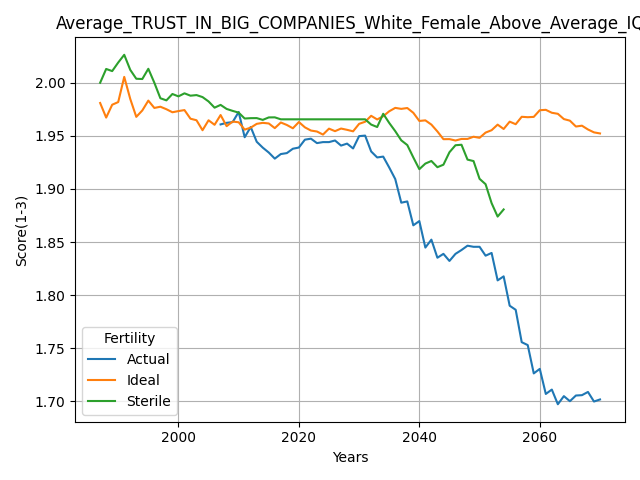 Average_TRUST_IN_BIG_COMPANIES_White_Female_Above_Average_IQ
Score(1-3)
2.00
1.95
1.90
1.85
1.80
1.75
1.70
Fertility
Actual
Ideal
Sterile
2000
2020
2040
2060
Years